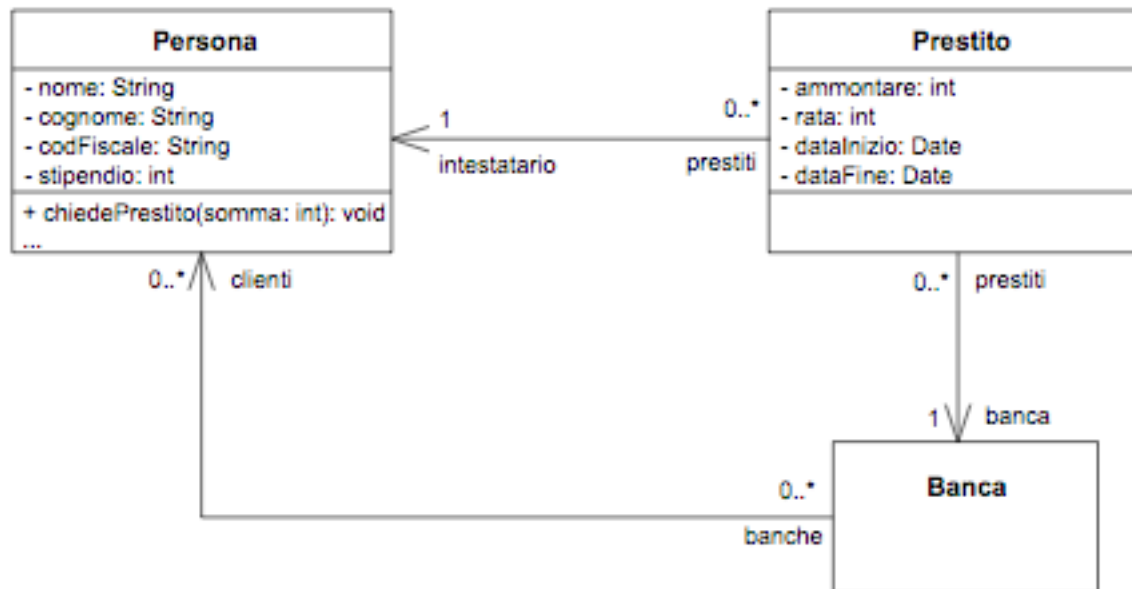 Persona
- nome: String
- cognome: String
- codFiscale: String
- stipendio: int
+ chiedePrestito(somma: int): void
...
1
intestatario
0..*
prestiti
Prestito
- ammontare: int
- rata: int
- dataInizio: Date
- dataFine: Date
0..* clienti
0..* prestiti
1 banca
0..*
banche
Banca